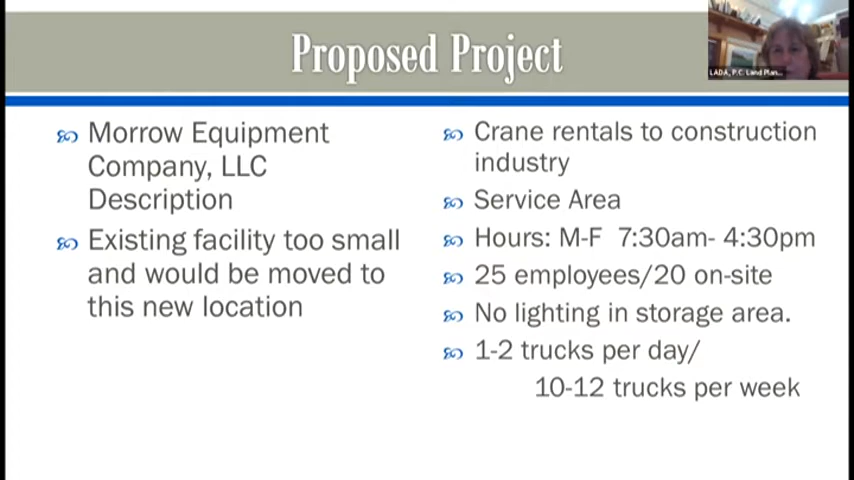 Proposed Project
LADA, P.C. Land Plan...
Morrow Equipment
Company, LLC
Description
Existing facility too small
and would be moved to
this new location
Crane rentals to construction
industry
Service Area
Hours: M-F 7:30am- 4:30pm
25 employees/20 on-site
No lighting in storage area.
1-2 trucks per day/
10-12 trucks per week